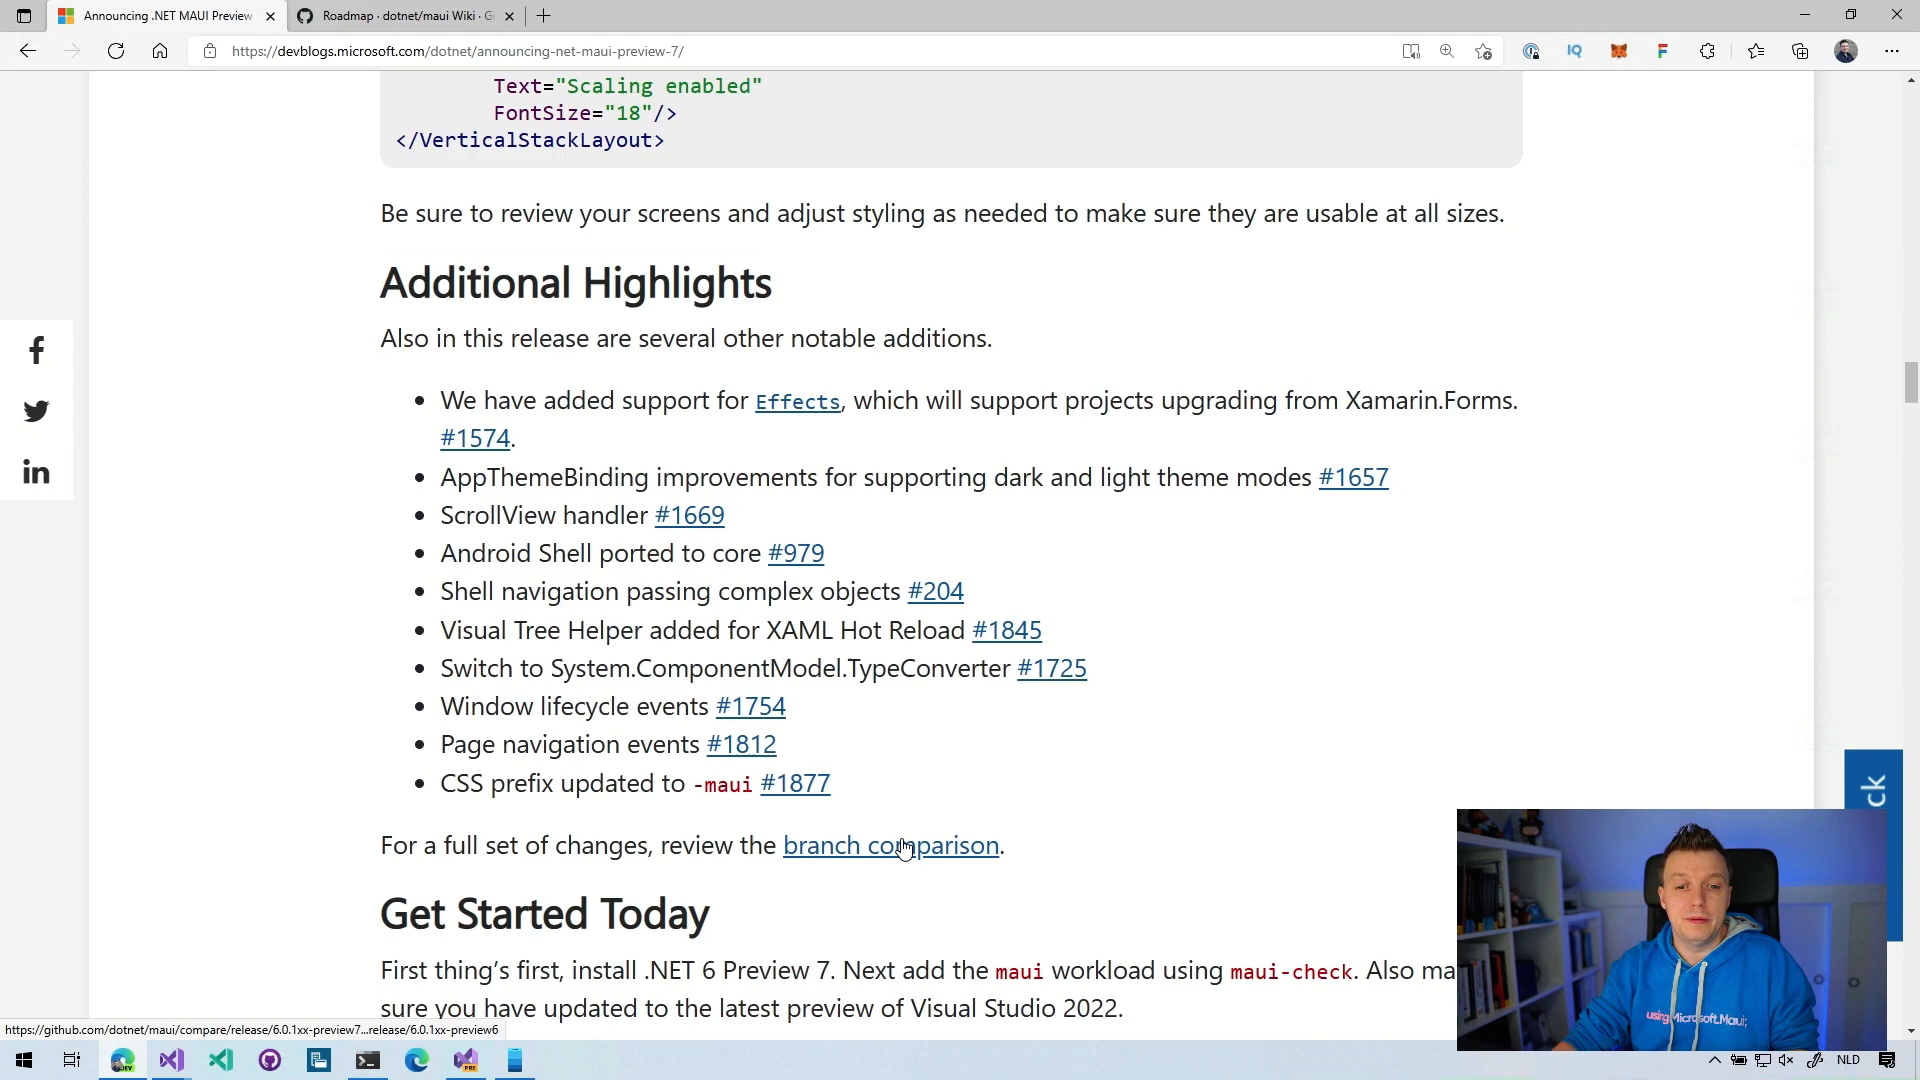 Announcing .NET MAUI Preview
Roadmap · dotnet/maui Wiki · Gi
https://devblogs.microsoft.com/dotnet/announcing-net-maui-preview-7/
Text="Scaling enabled"
FontSize="18"/>
</VerticalStackLayout>
Be sure to review your screens and adjust styling as needed to make sure they are usable at all sizes.
Additional Highlights
Also in this release are several other notable additions.
• We have added support for Effects, which will support projects upgrading from Xamarin.Forms.
#1574.
• AppThemeBinding improvements for supporting dark and light theme modes #1657
• ScrollView handler #1669
• Android Shell ported to core #979
• Shell navigation passing complex objects #204
• Visual Tree Helper added for XAML Hot Reload #1845
• Switch to System.ComponentModel.TypeConverter #1725
• Window lifecycle events #1754
• Page navigation events #1812
• CSS prefix updated to -maui #1877
ck
For a full set of changes, review the branch comparison.
Get Started Today
First thing's first, install .NET 6 Preview 7. Next add the maui workload using maui-check. Also ma
sure you have updated to the latest preview of Visual Studio 2022.
using Microsoft.Maui;
https://github.com/dotnet/maui/compare/release/6.0.1xx-preview7...release/6.0.1xx-preview6
DEV
PRE
NLD